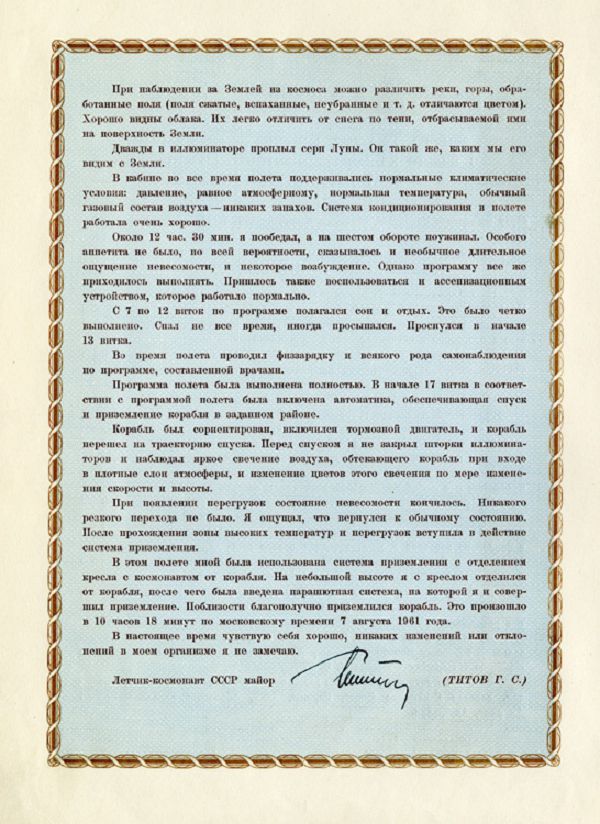 При наблюдении за Землей из космоса можно различить реки, горы, обра-
ботанные поля (поля сжатые, вспаханные, неубранные и т. д. отличаются цветом).
Хорошо видны облака. Их легко отличить от снега по тени, отбрасываемой ими
на поверхность Земли.
Дважды в иллюминаторе проплыл серп Луны. Он такой же, каким мы его
видим с Земли.
В кабине во все время полета поддерживались нормальные климатические
условия: давление, равное атмосферному, нормальная температура, обычный
газовый состав воздуха — никаких запахов. Система кондиционирования в полете
работала очень хорошо.
Около 12 час. 30 мин. я пообедал, а на шестом обороте поужинал. Особого
аппетита не было, по всей вероятности, сказывалось и необычное длительное
ощущение невесомости, и некоторое возбуждение. Однако программу все же
приходилось выполнять. Пришлось также воспользоваться и ассенизационным
устройством, которое работало нормально.
С 7 по 12 виток по программе полагался сон и отдых. Это было четко
выполнено. Спал не все время, иногда просыпался. Проснулся в начале
13 витка.
Во время полета проводил физзарядку и всякого рода самонаблюдения
по программе, составленной врачами.
Программа полета была выполнена полностью. В начале 17 витка в соответ-
ствии с программой полета была включена автоматика, обеспечивающая спуск
и приземление корабля в заданном районе.
Корабль был сориентирован, включился тормозной двигатель, и корабль
перешел на траекторию спуска. Перед спуском я не закрыл шторки иллюмина-
торов и наблюдал яркое свечение воздуха, обтекающего корабль при входе
в плотные слои атмосферы, и изменение цветов этого свечения по мере измене-
ния скорости и высоты.
При появлении перегрузок состояние невесомости кончилось. Никакого
резкого перехода не было. Я ощущал, что вернулся к обычному состоянию.
После прохождения зоны высоких температур и перегрузок вступила в действие
система приземления.
В этом полете мной была использована система приземления с отделением
кресла с космонавтом от корабля. На небольшой высоте я с креслом отделился
от корабля, после чего была введена парашютная система, на которой я и совер-
шил приземление. Поблизости благополучно приземлился корабль. Это произошло
в 10 часов 18 минут по московскому времени 7 августа 1961 года.
В настоящее время чувствую себя хорошо, никаких изменений или откло-
нений в моем организме я не замечаю.
Летчик-космонавт СССР майор Титов (ТИТОВ Г. С.)